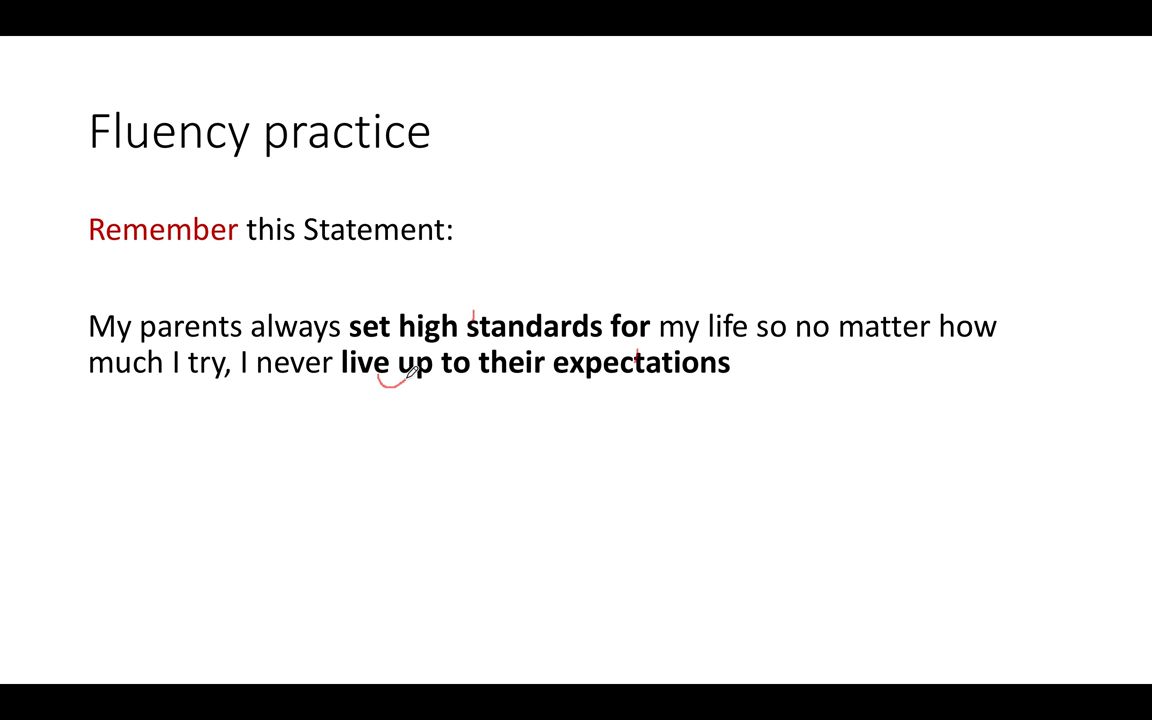 Fluency practice
Remember this Statement:
My parents always set high standards for my life so no matter how
much I try, I never live up to their expectations